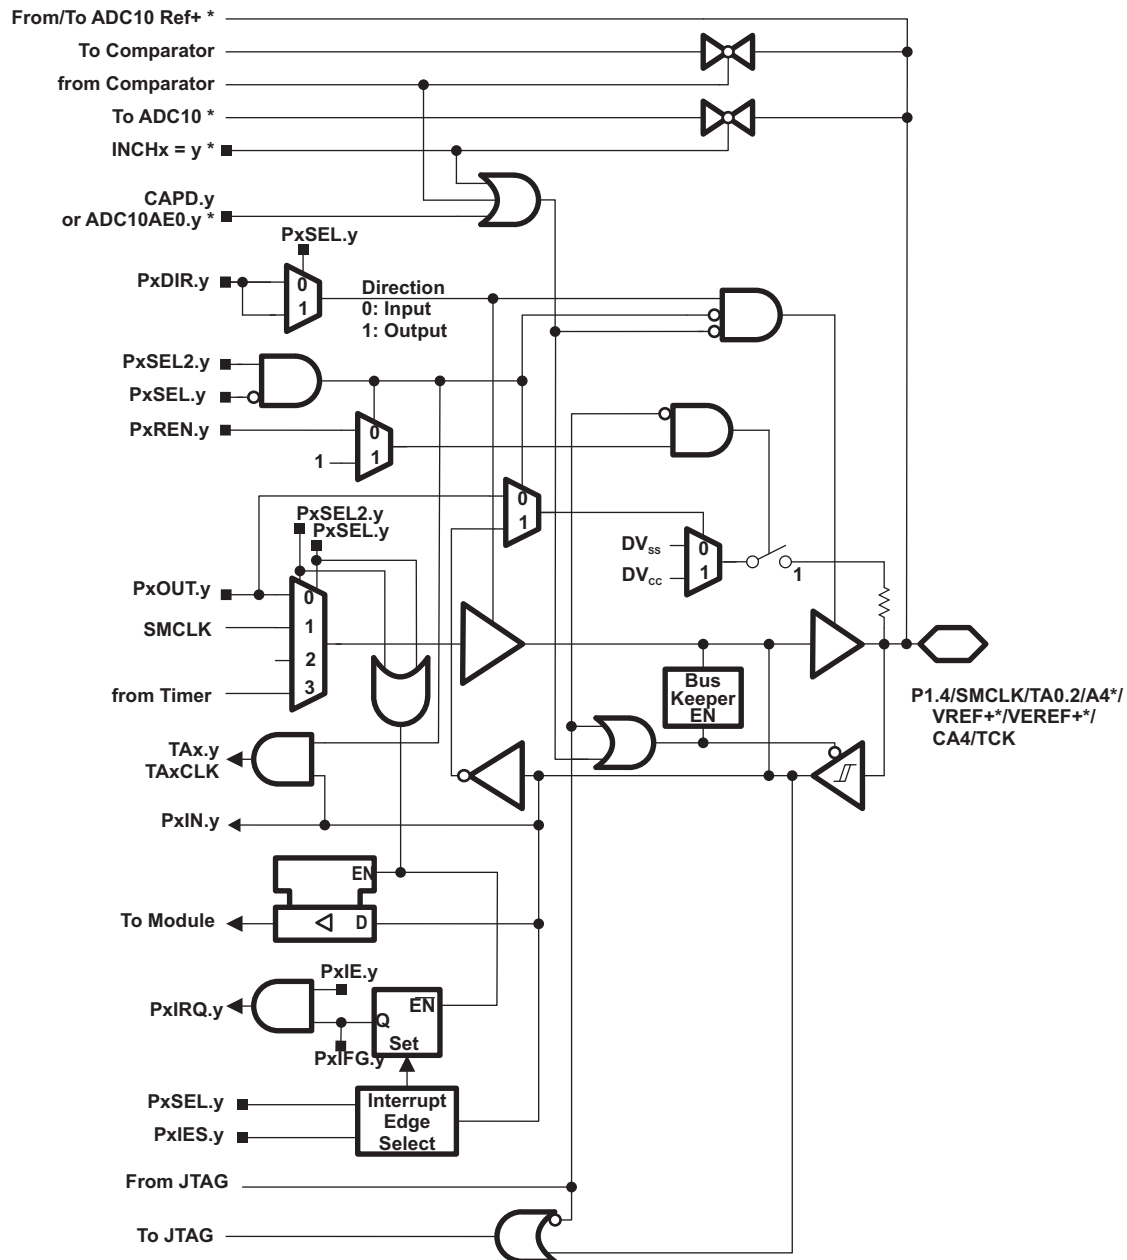 From/To ADC10 Ref+ *
To Comparator
from Comparator
To ADC10 *
INCHx = y *
CAPD.y
or ADC10AE0.y *
PxSEL.y
PxDIR.y
0
1
Direction
0: Input
1: Output
PxSEL2.y
PxSEL.y
PxREN.y
0
1
1
0
1
PxSEL2.y
PxSEL.y
DVSS
DVCC
0
1
1
PxOUT.y
SMCLK
from Timer
0
1
2
3
Bus
Keeper
EN
P1.4/SMCLK/TA0.2/A4*/
VREF+*/VEREF+*/
CA4/TCK
TAx.y
TAxCLK
PxIN.y
EN
To Module
D
PxIE.y
PxIRQ.y
EN
Q
Set
PxIFG.y
PxSEL.y
PxIES.y
Interrupt
Edge
Select
From JTAG
To JTAG